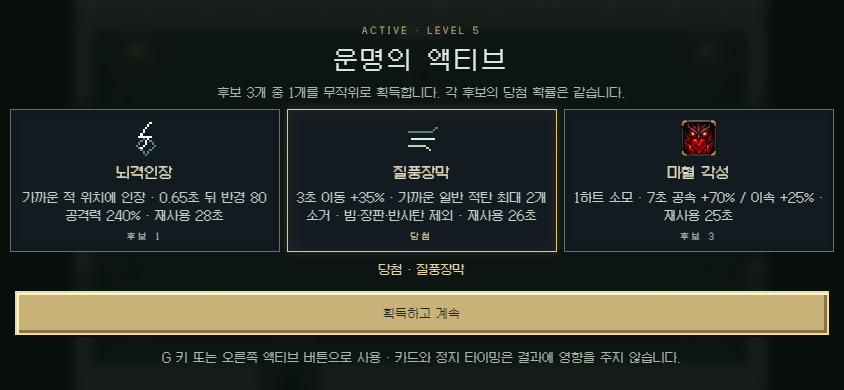 ACTIVE · LEVEL 5
운명의 액티브
후보 3개 중 1개를 무작위로 획득합니다. 각 후보의 당첨 확률은 같습니다.
뇌격인장
가까운 적 위치에 인장 · 0.65초 뒤 반경 80
공격력 240% · 재사용 28초
후보 1
질풍장막
3초 이동 +35% · 가까운 일반 적탄 최대 2개
소거 · 빔·장판·반사탄 제외 · 재사용 26초
당첨
마혈 각성
1하트 소모 · 7초 공속 +70% / 이속 +25% ·
재사용 25초
후보 3
당첨 · 질풍장막
획득하고 계속
G 키 또는 오른쪽 액티브 버튼으로 사용 · 카드와 정지 타이밍은 결과에 영향을 주지 않습니다.